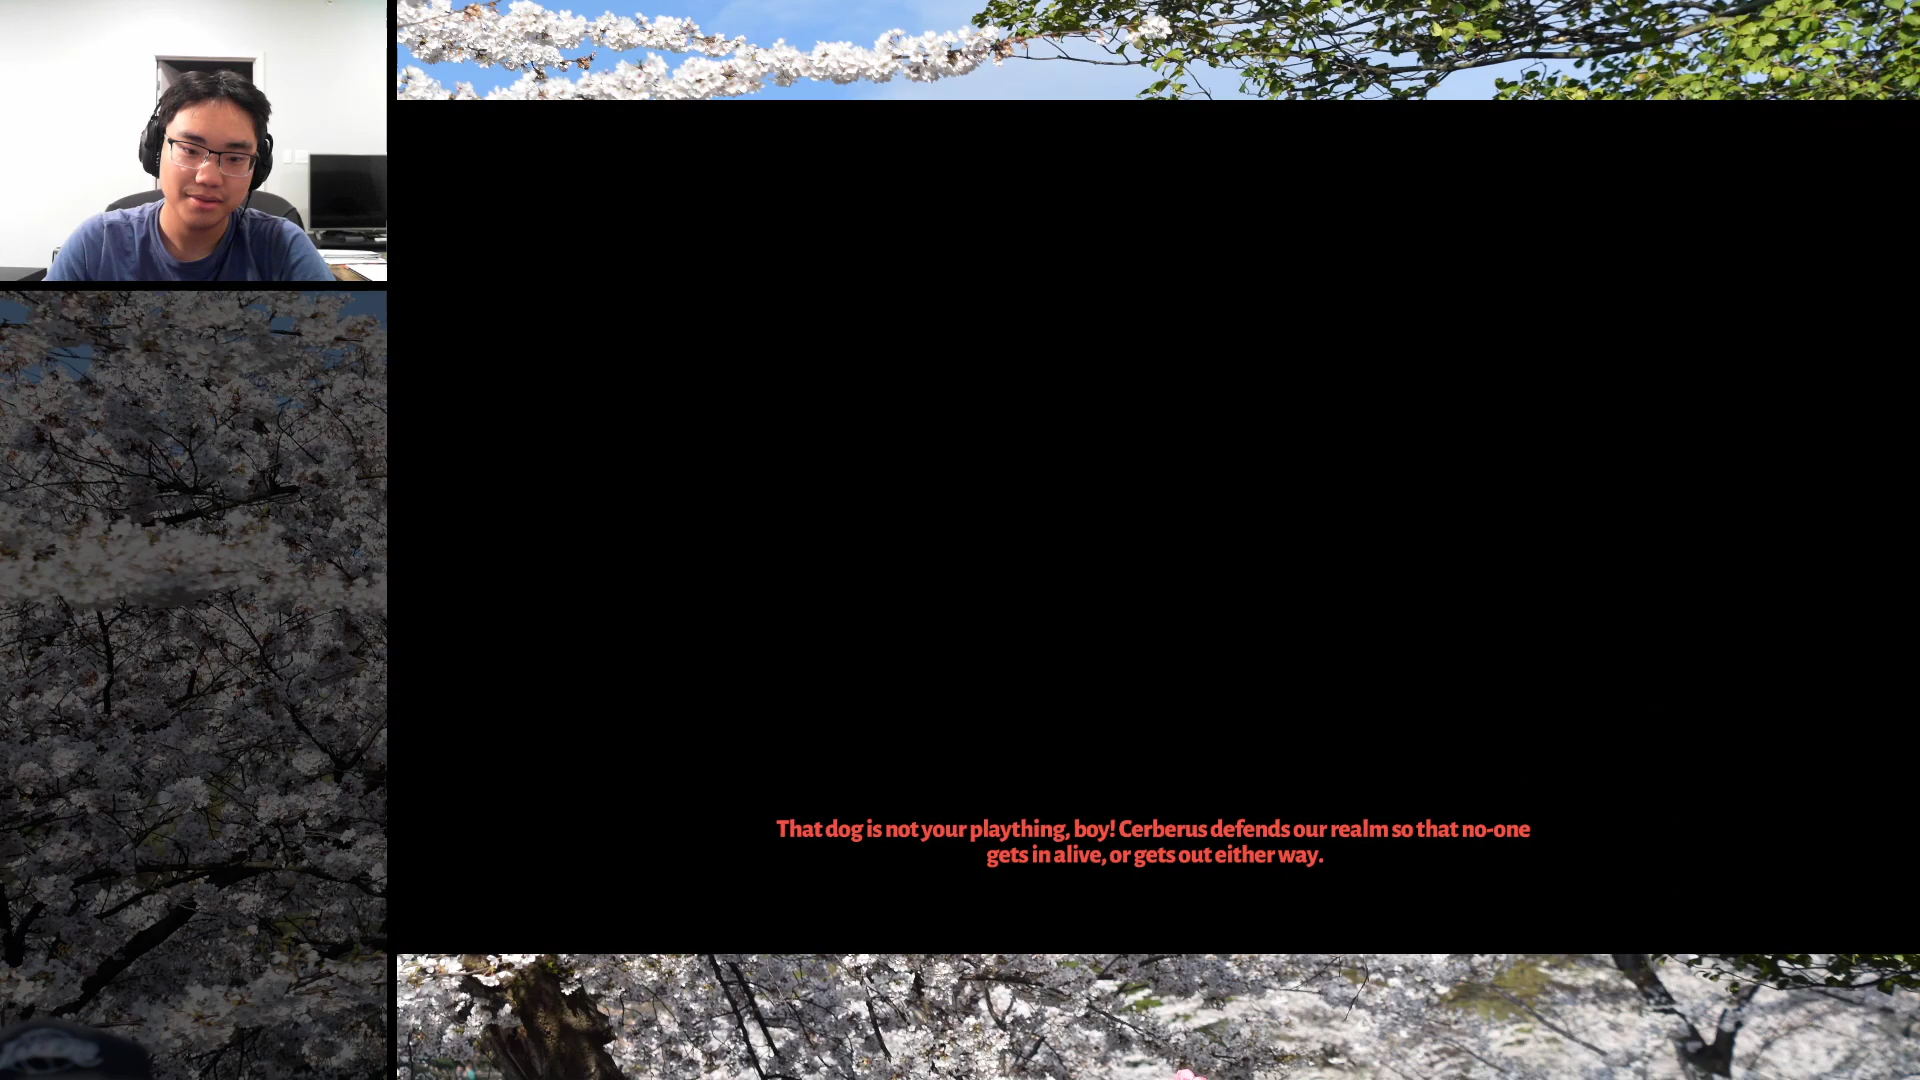 That dog is not your plaything, boy! Cerberus defends our realm so that no-one
gets in alive, or gets out either way.